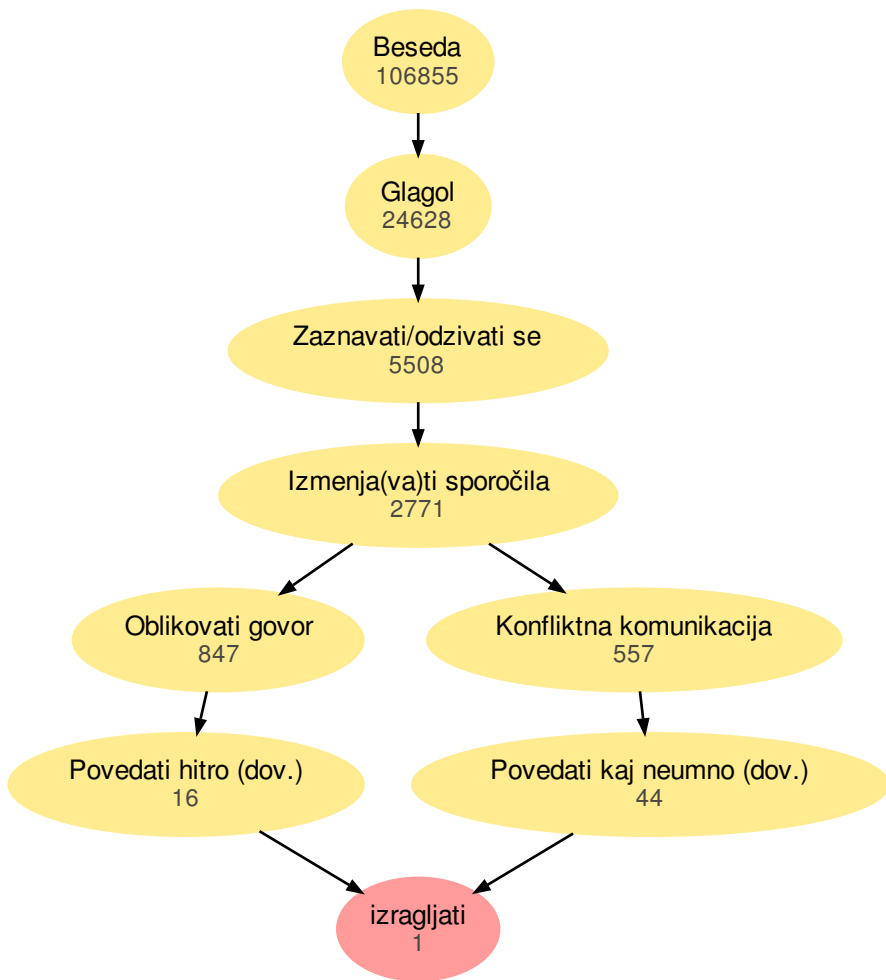 Beseda
106855
Glagol
24628
Zaznavati/odzivati se
5508
Izmenja(va)ti sporočila
2771
Oblikovati govor
847
Konfliktna komunikacija
557
Povedati hitro (dov.)
16
Povedati kaj neumno (dov.)
44
izragljati
1